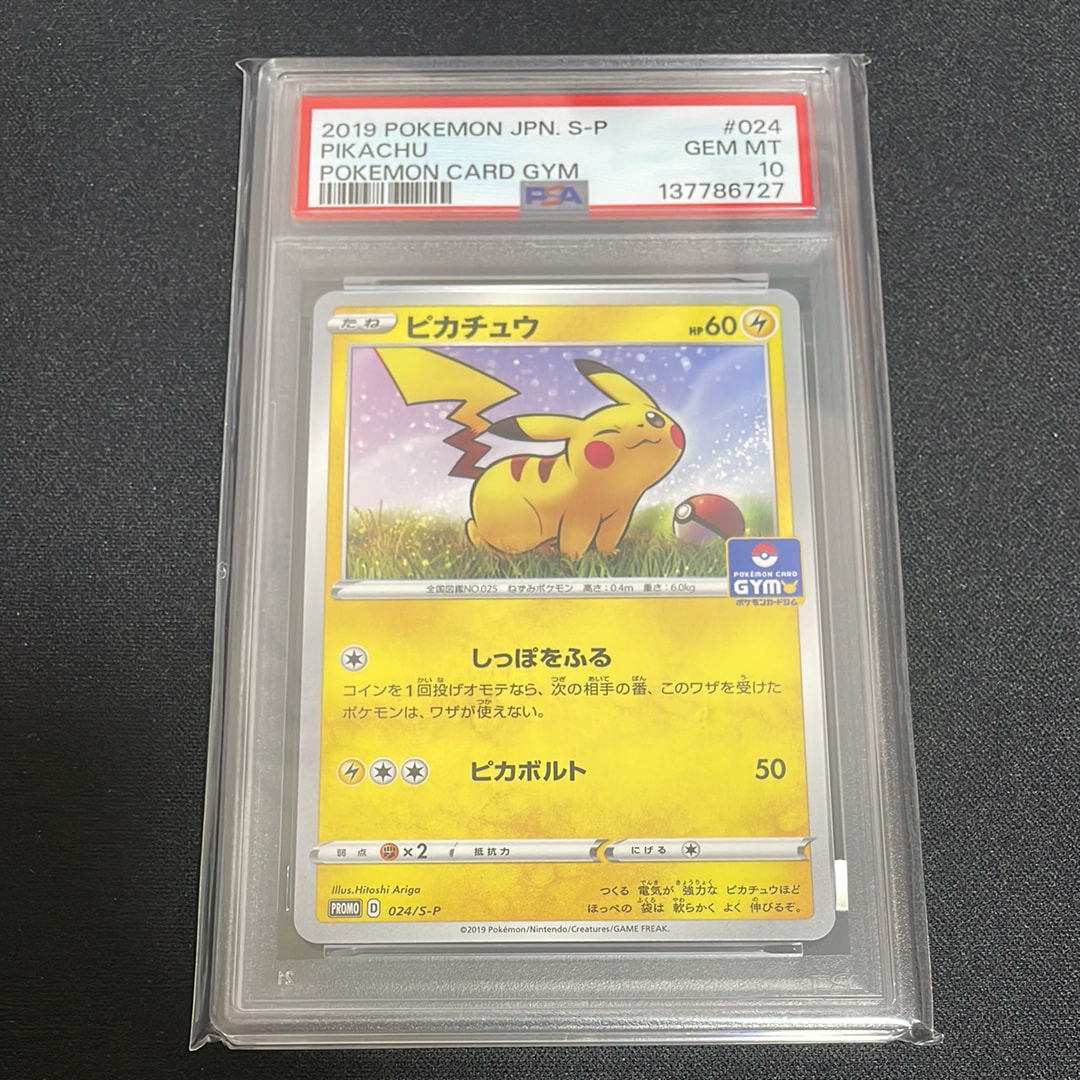 2019 POKEMON JPN. S-P #024
PIKACHU GEM MT
POKEMON CARD GYM 10
PSA 137786727
たね ピカチュウ HP60
全国図鑑NO.025 ねずみポケモン 高さ:0.4m 重さ:6.0kg
POKÉMON CARD
GYM
ポケモンカードジム
しっぽをふる
コインを1回投げオモテなら、次の相手の番、このワザを受けた
ポケモンは、ワザが使えない。
ピカボルト 50
弱点 ×2 抵抗力 にげる
Illus.Hitoshi Ariga
つくる 電気が 強力な ピカチュウほど
ほっぺの 袋は 軟らかく よく 伸びるぞ。
PROMO D 024/S-P
©2019 Pokémon/Nintendo/Creatures/GAME FREAK.